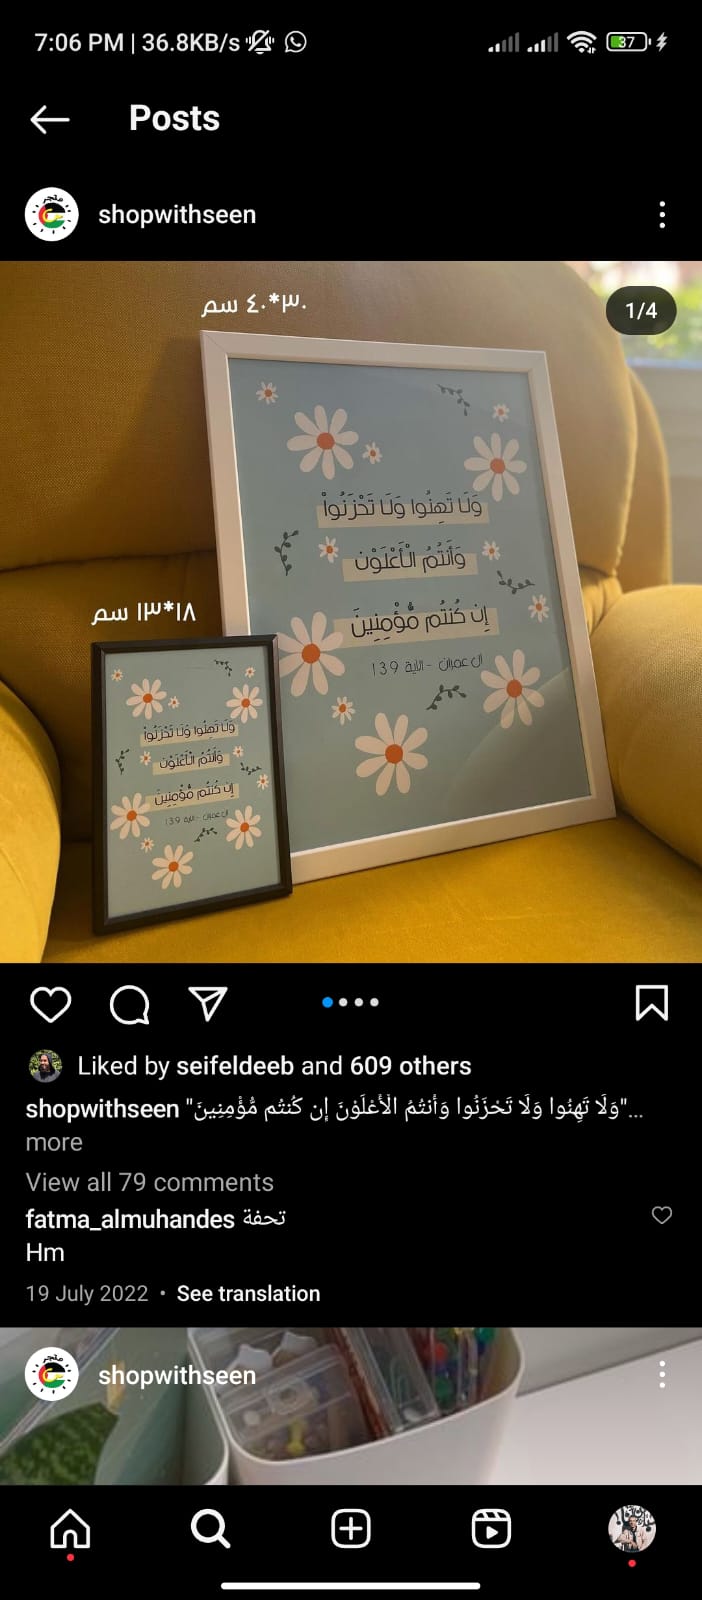 7:06 PM | 36.8KB/s
37
Posts
shopwithseen
1/4
٣٠*٤٠ سم
وَلَا تَهِنُوا وَلَا تَحْزَنُوا
وَأَنتُمُ الْأَعْلَوْنَ
إِن كُنتُم مُّؤْمِنِينَ
آل عمران - الآية 139
١٨*١٣ سم
وَلَا تَهِنُوا وَلَا تَحْزَنُوا
وَأَنتُمُ الْأَعْلَوْنَ
إِن كُنتُم مُّؤْمِنِينَ
آل عمران - الآية 139
Liked by seifeldeeb and 609 others
shopwithseen "وَلَا تَهِنُوا وَلَا تَحْزَنُوا وَأَنتُمُ الْأَعْلَوْنَ إِن كُنتُم مُّؤْمِنِينَ"...
more
View all 79 comments
fatma_almuhandes تحفة
Hm
19 July 2022 • See translation
shopwithseen